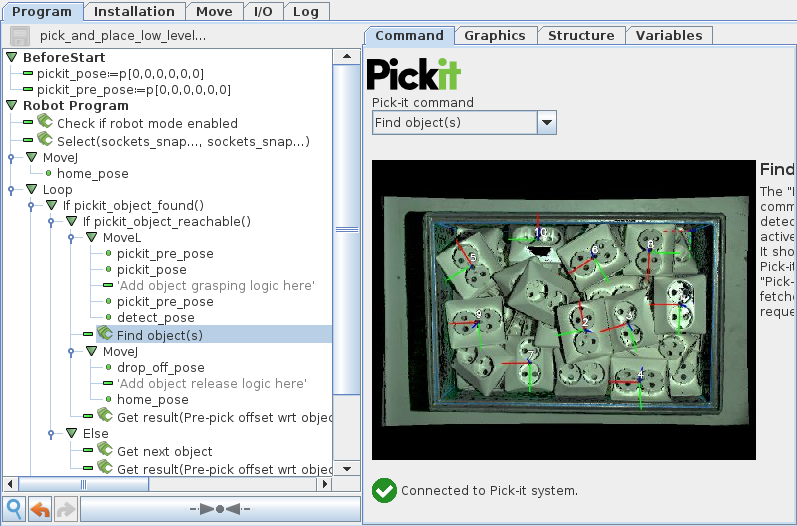 Program
Installation
Move
I/O
Log
pick_and_place_low_level...
BeforeStart
pickit_pose≔p[0,0,0,0,0,0]
pickit_pre_pose≔p[0,0,0,0,0,0]
Robot Program
Check if robot mode enabled
Select(sockets_snap..., sockets_snap...)
MoveJ
home_pose
Loop
If pickit_object_found()
If pickit_object_reachable()
MoveL
pickit_pre_pose
pickit_pose
'Add object grasping logic here'
pickit_pre_pose
detect_pose
Find object(s)
MoveJ
drop_off_pose
'Add object release logic here'
home_pose
Get result(Pre-pick offset wrt objec
Else
Get next object
Get result(Pre-pick offset wrt objec
Command
Graphics
Structure
Variables
Pickit
Pick-it command
Find object(s)
10
5
6
8
9
2
3
7
4
Find
The "
comm
detec
active
It sho
Pick-i
"Pick-
fetch
reque
Connected to Pick-it system.